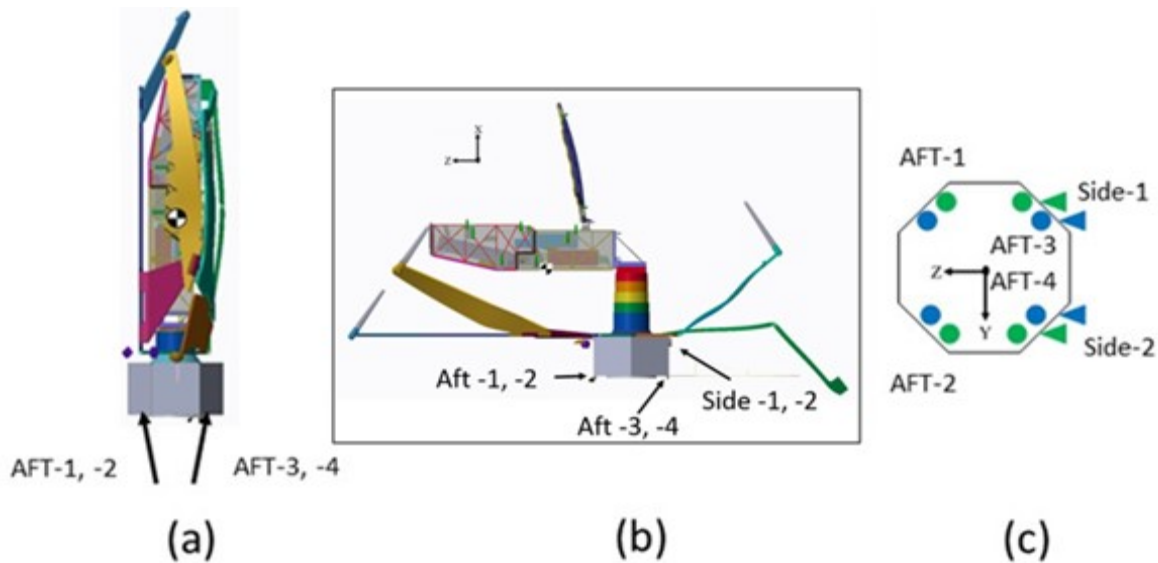 AFT-1, -2
AFT-3, -4
(a)
X
Z
Aft -1, -2
Side -1, -2
Aft -3, -4
(b)
AFT-1
Side-1
AFT-3
Z
AFT-4
Y
Side-2
AFT-2
(c)